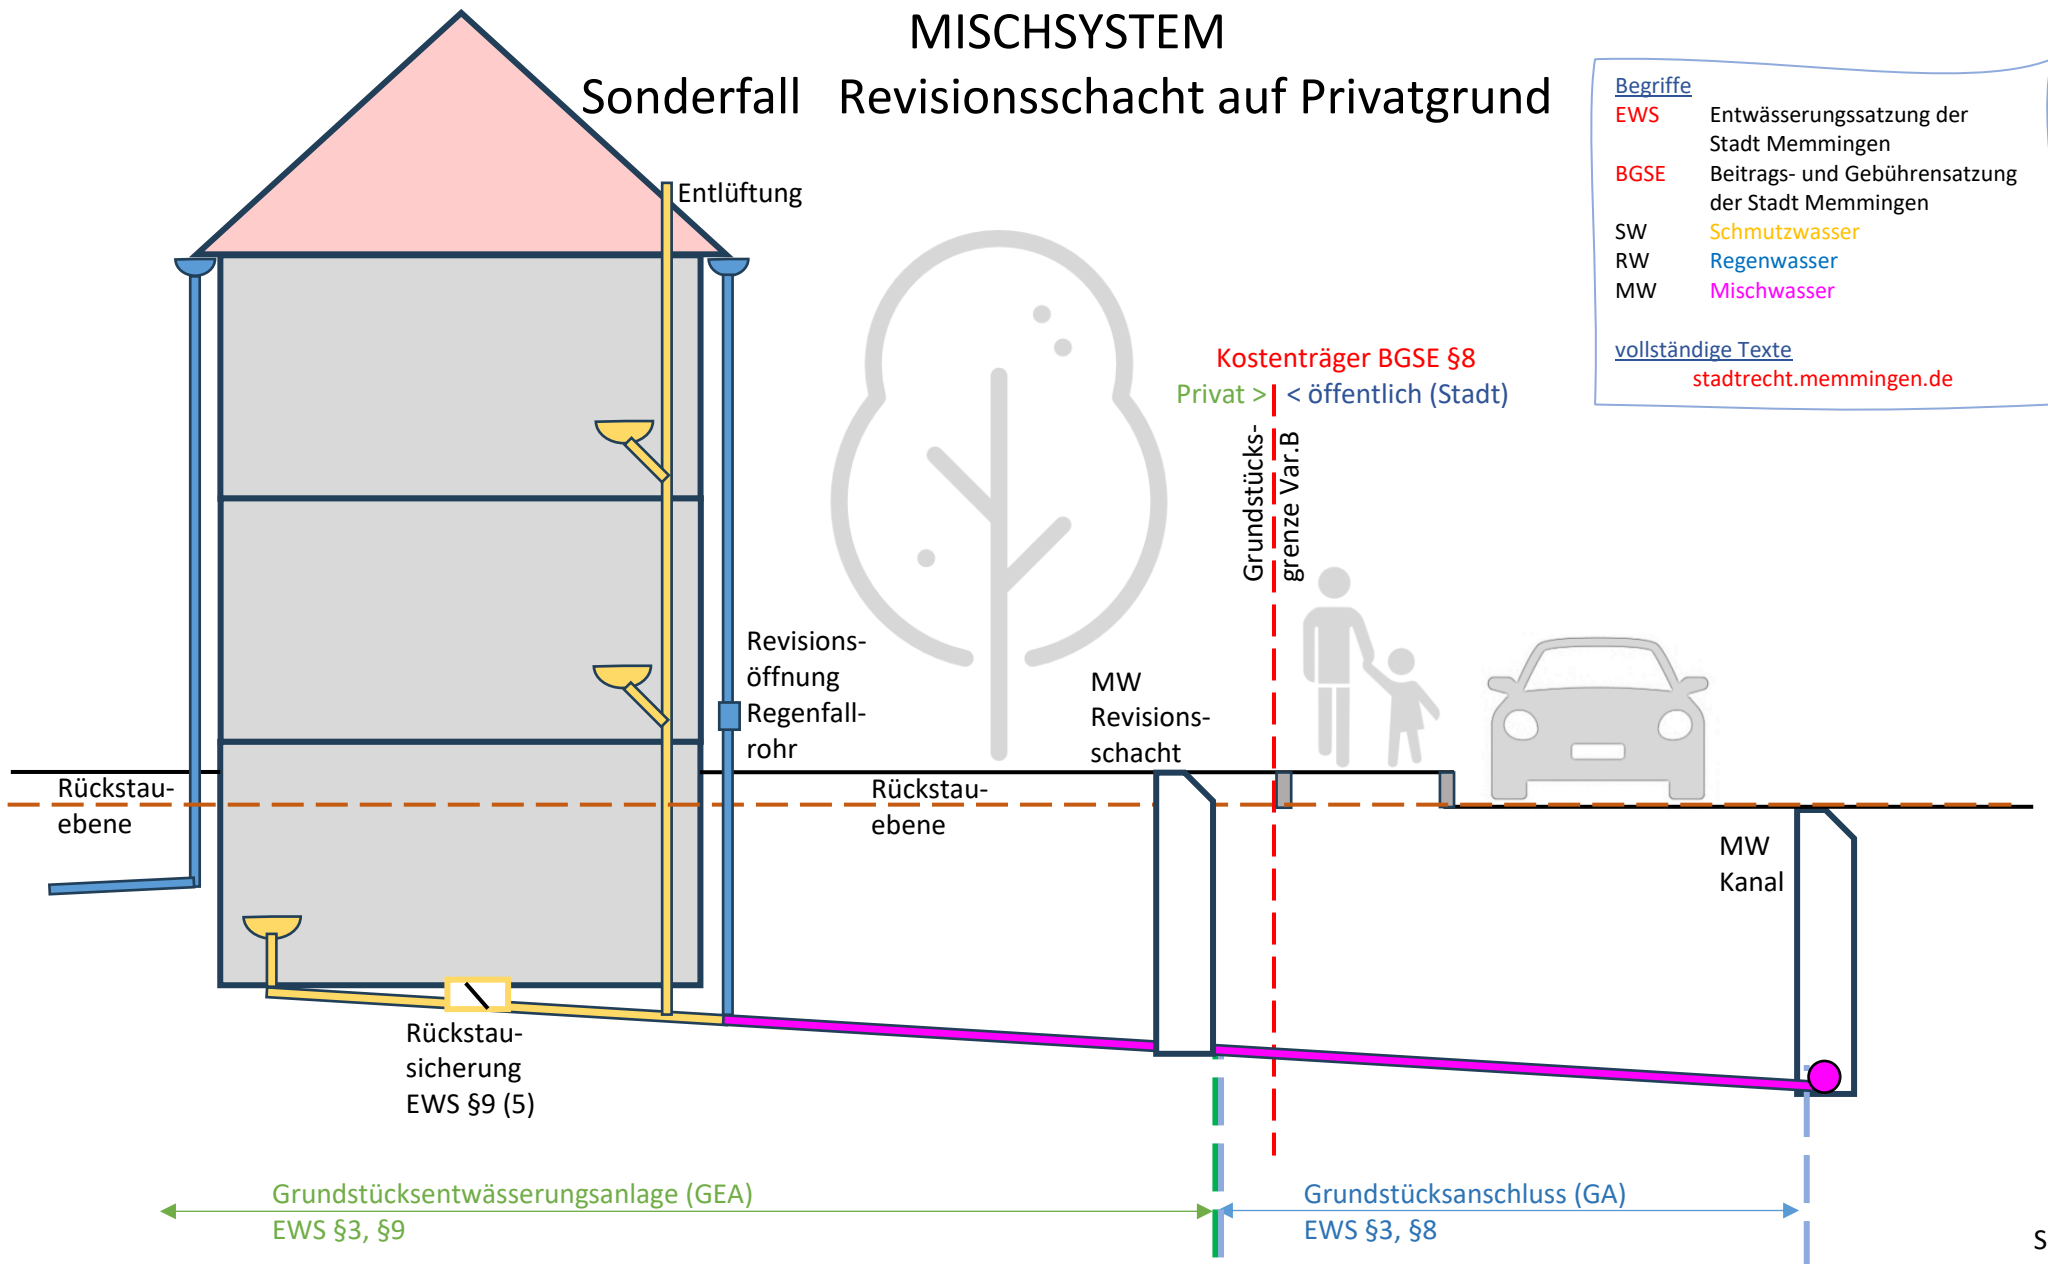 MISCHSYSTEM
Sonderfall Revisionsschacht auf Privatgrund
Begriffe
EWS Entwässerungssatzung der
Stadt Memmingen
BGSE Beitrags- und Gebührensatzung
der Stadt Memmingen
SW Schmutzwasser
RW Regenwasser
MW Mischwasser
vollständige Texte
stadtrecht.memmingen.de
Entlüftung
Kostenträger BGSE §8
Privat > < öffentlich (Stadt)
Grundstücks-
grenze Var.B
Revisions-
öffnung
Regenfall-
rohr
MW
Revisions-
schacht
Rückstau-
ebene
Rückstau-
ebene
MW
Kanal
Rückstau-
sicherung
EWS §9 (5)
Grundstücksentwässerungsanlage (GEA)
EWS §3, §9
Grundstücksanschluss (GA)
EWS §3, §8
S